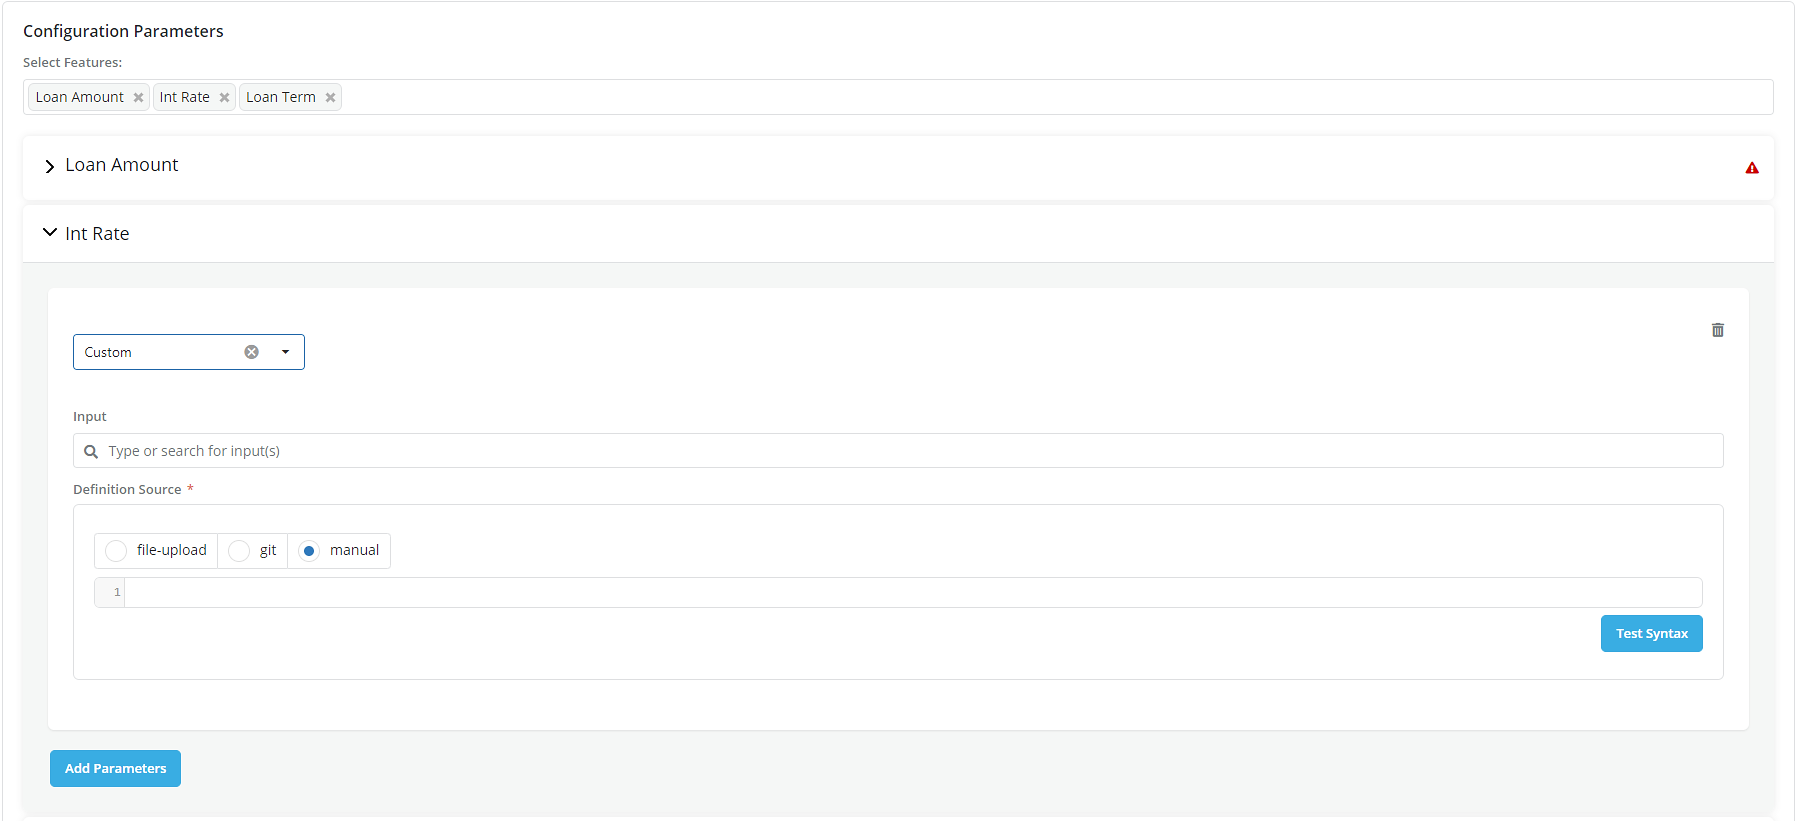 Configuration Parameters
Select Features:
Loan Amount Int Rate Loan Term
Loan Amount
Int Rate
Custom
Input
Type or search for input(s)
Definition Source *
file-upload git manual
1
Test Syntax
Add Parameters